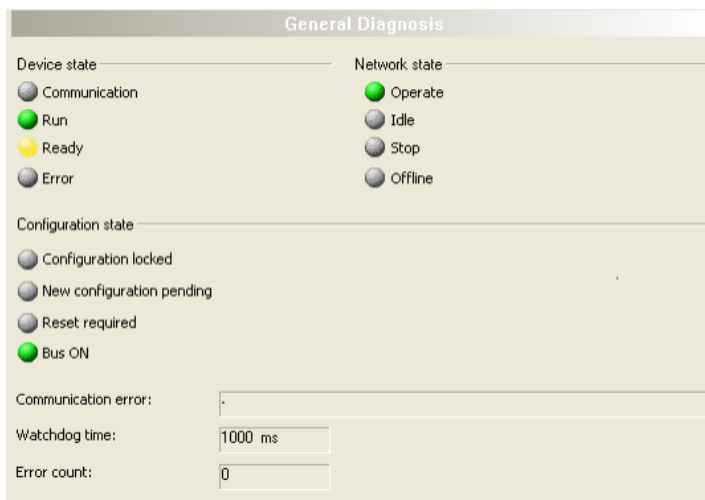 General Diagnosis
Device state
Communication
Run
Ready
Error
Network state
Operate
Idle
Stop
Offline
Configuration state
Configuration locked
New configuration pending
Reset required
Bus ON
Communication error: -
Watchdog time: 1000 ms
Error count: 0